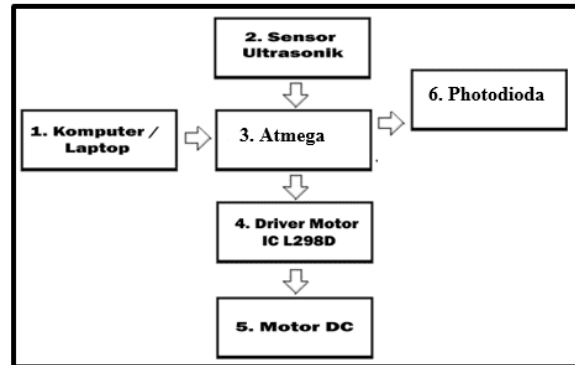 2. Sensor
Ultrasonik
6. Photodioda
1. Komputer /
Laptop
3. Atmega
4. Driver Motor
IC L298D
5. Motor DC